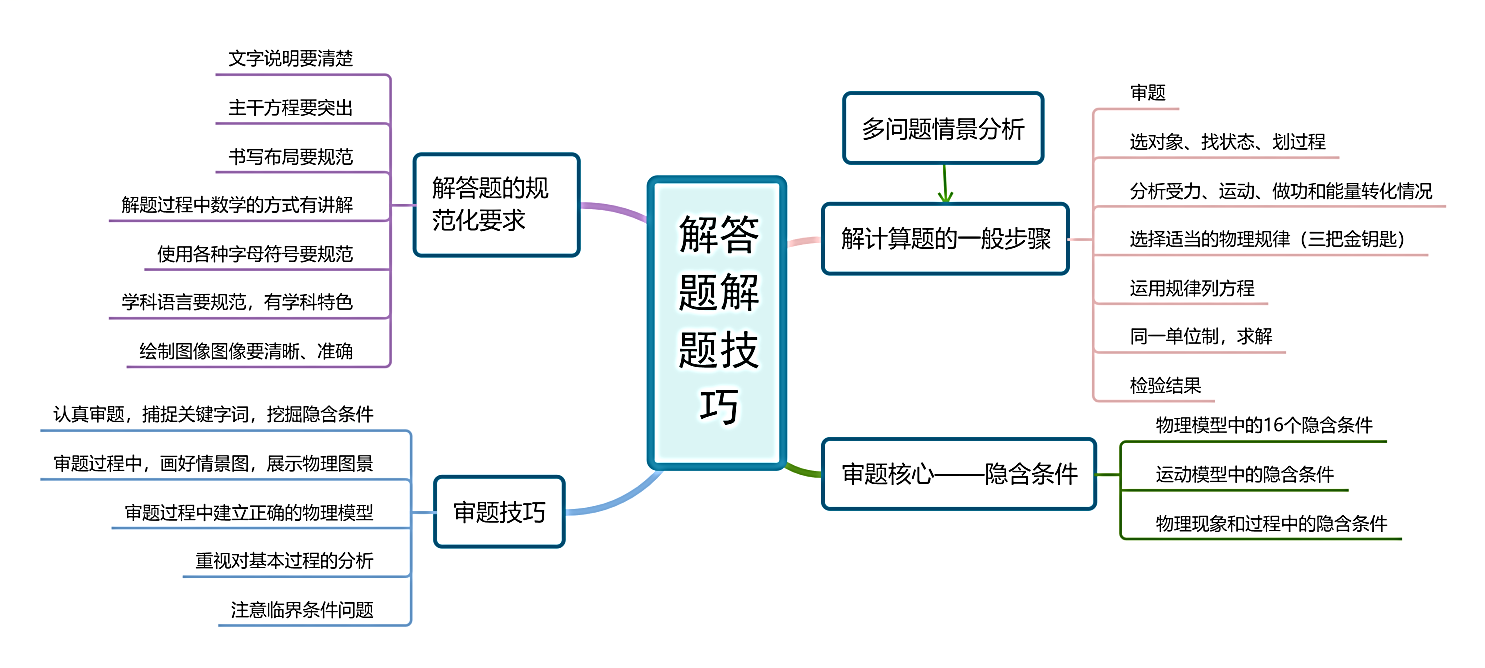 文字说明要清楚
主干方程要突出
书写布局要规范
解题过程中数学的方式有讲解
使用各种字母符号要规范
学科语言要规范，有学科特色
绘制图像图像要清晰、准确
解答题的规
范化要求
认真审题，捕捉关键字词，挖掘隐含条件
审题过程中，画好情景图，展示物理图景
审题过程中建立正确的物理模型
重视对基本过程的分析
注意临界条件问题
审题技巧
解答
题解
题技
巧
多问题情景分析
解计算题的一般步骤
审题
选对象、找状态、划过程
分析受力、运动、做功和能量转化情况
选择适当的物理规律（三把金钥匙）
运用规律列方程
同一单位制，求解
检验结果
审题核心——隐含条件
物理模型中的16个隐含条件
运动模型中的隐含条件
物理现象和过程中的隐含条件